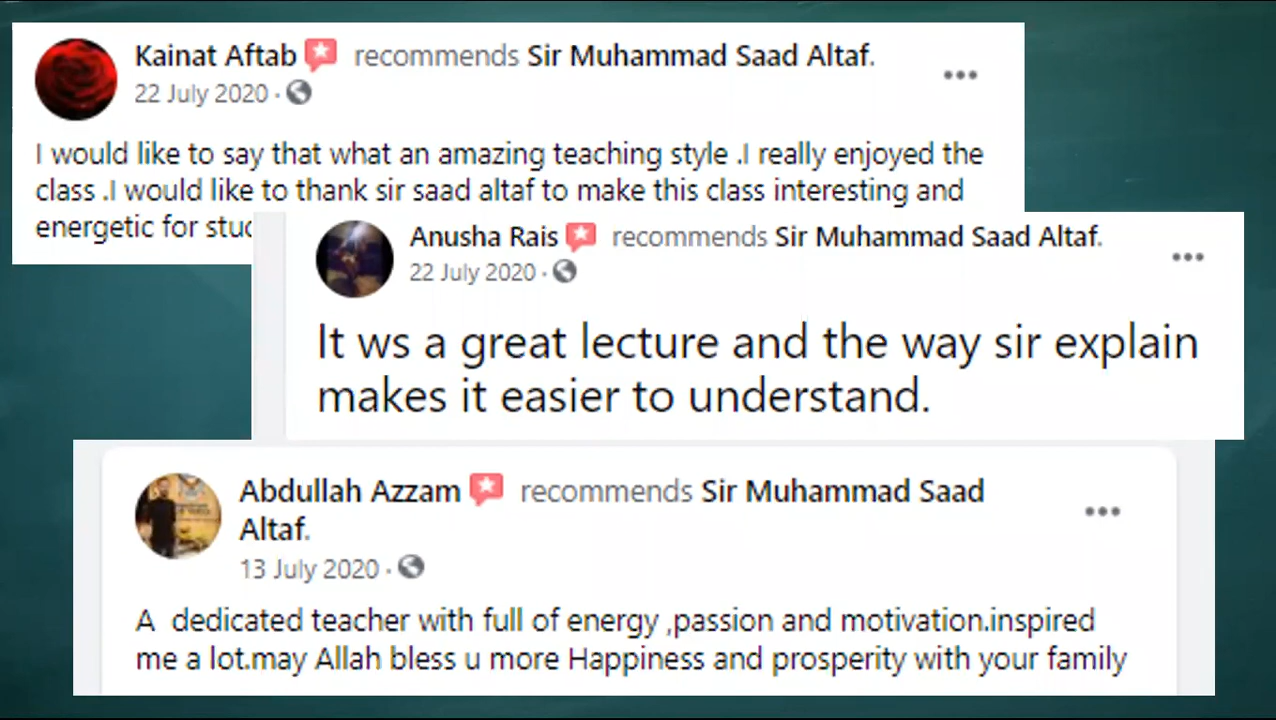 Kainat Aftab recommends Sir Muhammad Saad Altaf.
22 July 2020 ·
I would like to say that what an amazing teaching style .I really enjoyed the
class .I would like to thank sir saad altaf to make this class interesting and
energetic for
Anusha Rais recommends Sir Muhammad Saad Altaf.
22 July 2020 ·
It ws a great lecture and the way sir explain
makes it easier to understand.
Abdullah Azzam recommends Sir Muhammad Saad
Altaf.
13 July 2020 ·
A dedicated teacher with full of energy ,passion and motivation.inspired
me a lot.may Allah bless u more Happiness and prosperity with your family